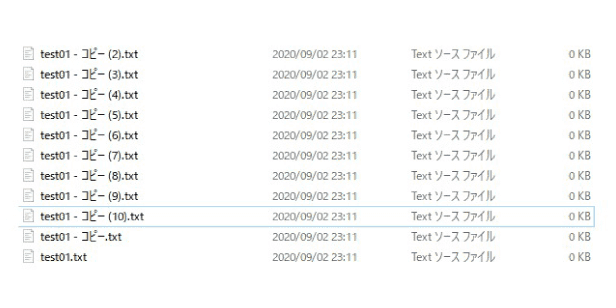 test01 - コピー (2).txt 2020/09/02 23:11 Text ソース ファイル 0 KB
test01 - コピー (3).txt 2020/09/02 23:11 Text ソース ファイル 0 KB
test01 - コピー (4).txt 2020/09/02 23:11 Text ソース ファイル 0 KB
test01 - コピー (5).txt 2020/09/02 23:11 Text ソース ファイル 0 KB
test01 - コピー (6).txt 2020/09/02 23:11 Text ソース ファイル 0 KB
test01 - コピー (7).txt 2020/09/02 23:11 Text ソース ファイル 0 KB
test01 - コピー (8).txt 2020/09/02 23:11 Text ソース ファイル 0 KB
test01 - コピー (9).txt 2020/09/02 23:11 Text ソース ファイル 0 KB
test01 - コピー (10).txt 2020/09/02 23:11 Text ソース ファイル 0 KB
test01 - コピー.txt 2020/09/02 23:11 Text ソース ファイル 0 KB
test01.txt 2020/09/02 23:11 Text ソース ファイル 0 KB